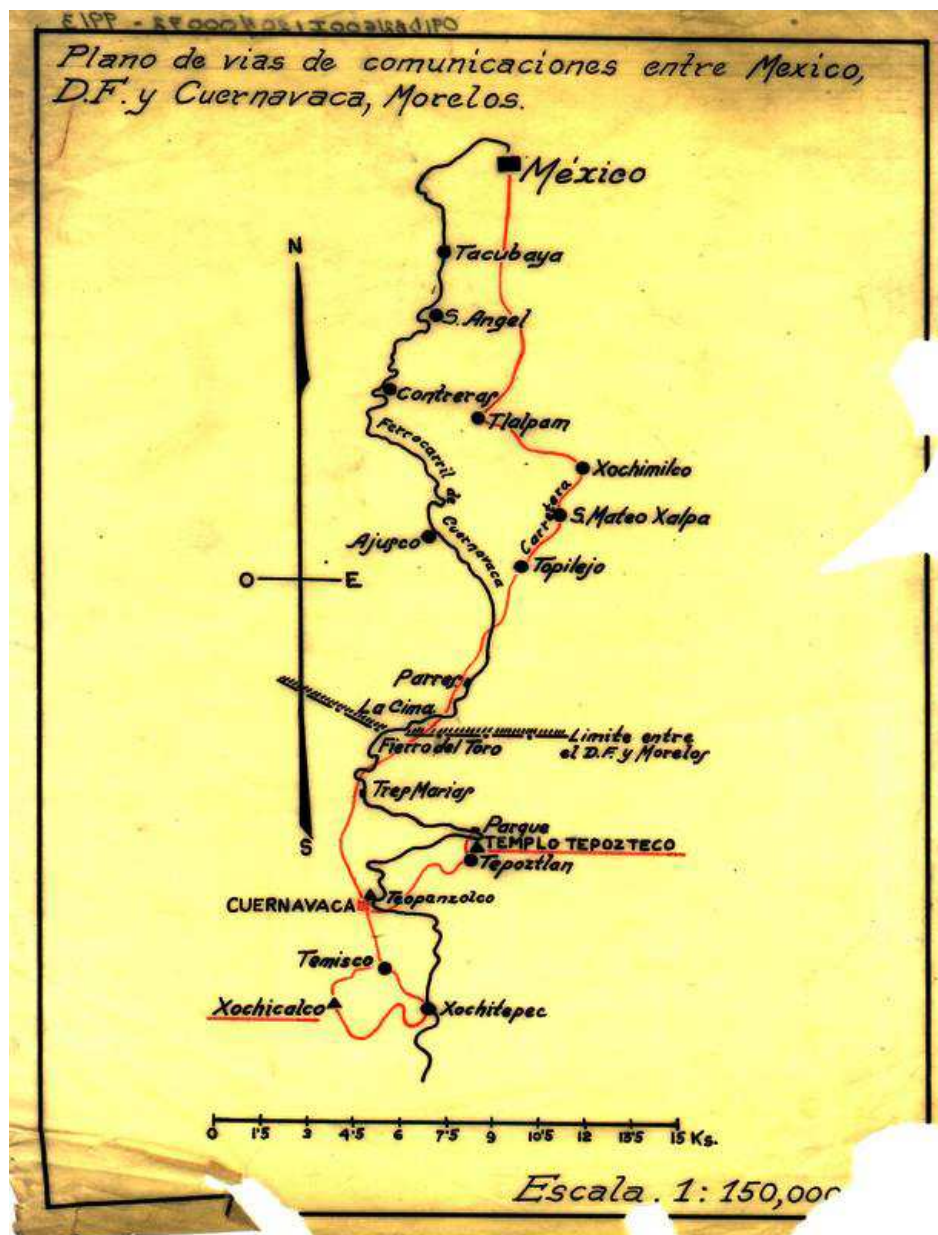 Plano de vias de comunicaciones entre Mexico,
D.F. y Cuernavaca, Morelos.
México
N
Tacubaya
S. Angel
Contreras
Tlalpam
Ferrocarril de Cuernavaca
Xochimilco
Carretera
S. Mateo Xalpa
Ajusco
Topilejo
O
E
Parres
La Cima
Fierro del Toro
Limite entre
el D.F. y Morelos
Tres Marias
Parque
S
TEMPLO TEPOZTECO
Tepoztlan
Teopanzolco
CUERNAVACA
Temisco
Xochicalco
Xochitepec
0 1'5 3 4'5 6 7'5 9 10'5 12 13'5 15 Ks.
Escala. 1:150,000